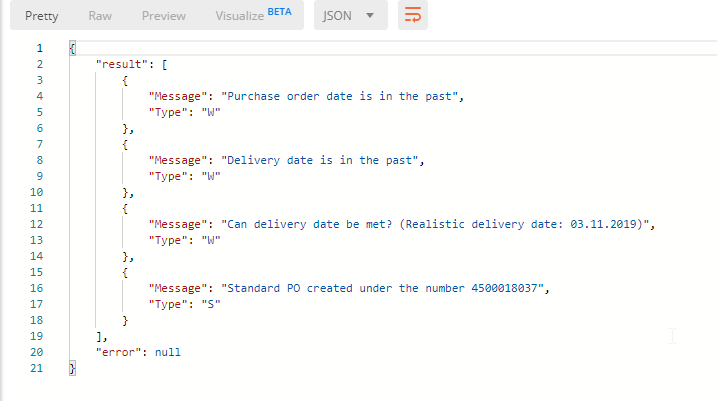 Pretty Raw Preview Visualize BETA JSON
1 {
2 "result": [
3 {
4 "Message": "Purchase order date is in the past",
5 "Type": "W"
6 },
7 {
8 "Message": "Delivery date is in the past",
9 "Type": "W"
10 },
11 {
12 "Message": "Can delivery date be met? (Realistic delivery date: 03.11.2019)",
13 "Type": "W"
14 },
15 {
16 "Message": "Standard PO created under the number 4500018037",
17 "Type": "S"
18 }
19 ],
20 "error": null
21 }